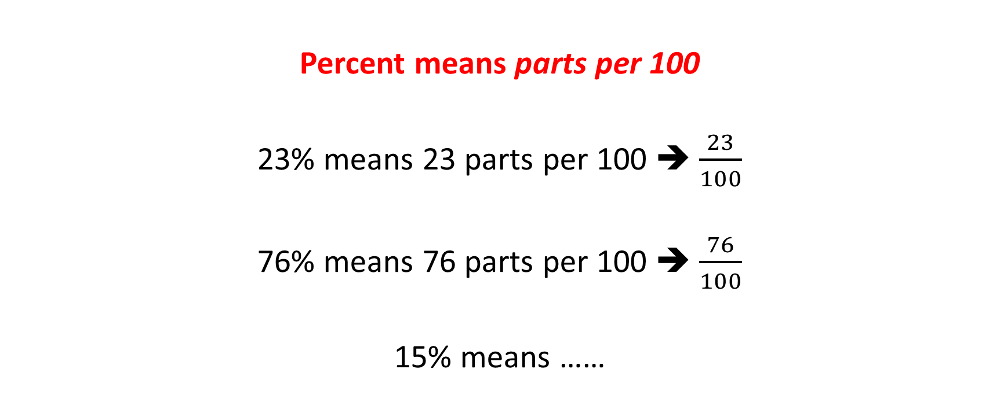 Percent means parts per 100
23% means 23 parts per 100 🡺 23/100
76% means 76 parts per 100 🡺 76/100
15% means ……